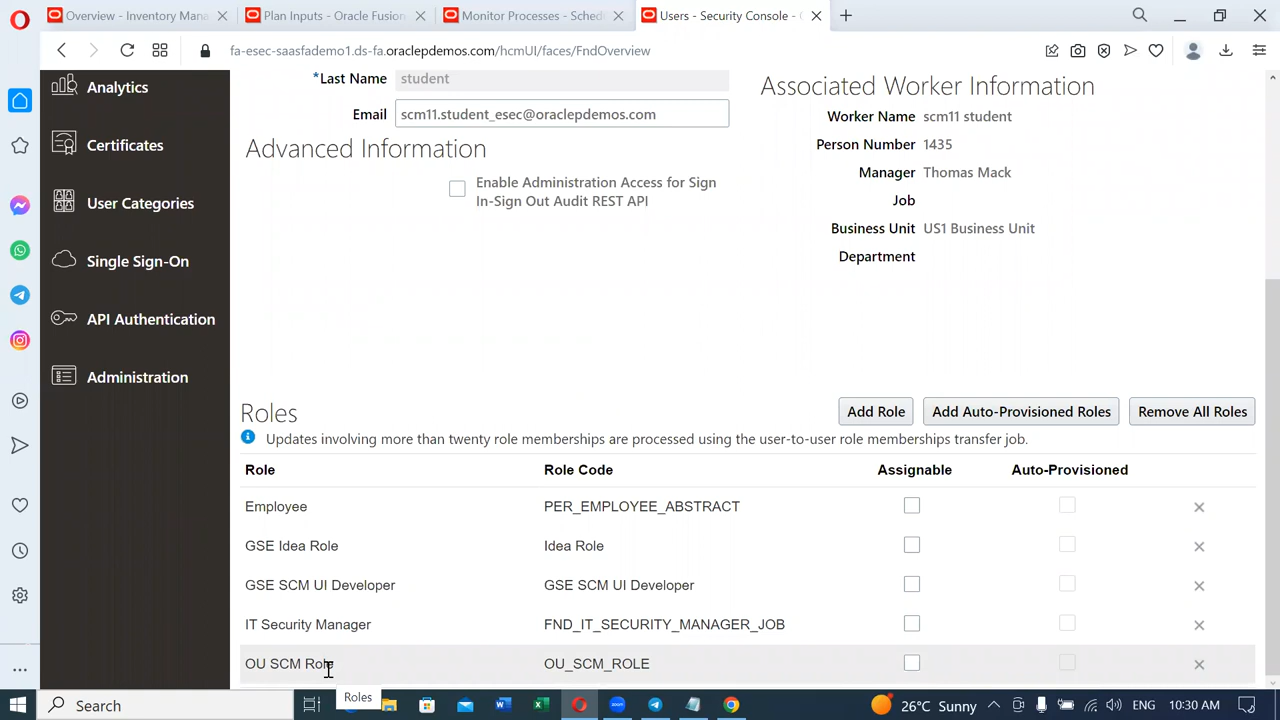 Overview - Inventory Mana
Plan Inputs - Oracle Fusion
Monitor Processes - Sched
Users - Security Console -
fa-esec-saasfademo1.ds-fa.oraclepdemos.com/hcmUI/faces/FndOverview
Analytics
Certificates
User Categories
Single Sign-On
API Authentication
Administration
*Last Name student
Email scm11.student_esec@oraclepdemos.com
Advanced Information
Enable Administration Access for Sign
In-Sign Out Audit REST API
Associated Worker Information
Worker Name scm11 student
Person Number 1435
Manager Thomas Mack
Job
Business Unit US1 Business Unit
Department
Roles
Add Role
Add Auto-Provisioned Roles
Remove All Roles
Updates involving more than twenty role memberships are processed using the user-to-user role memberships transfer job.
Role Role Code Assignable Auto-Provisioned
Employee PER_EMPLOYEE_ABSTRACT
GSE Idea Role Idea Role
GSE SCM UI Developer GSE SCM UI Developer
IT Security Manager FND_IT_SECURITY_MANAGER_JOB
OU SCM Role OU_SCM_ROLE
Roles
Search
26°C Sunny
10:30 AM